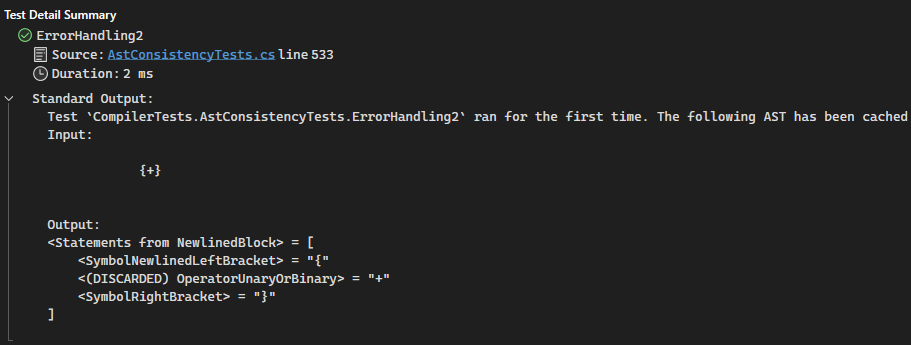 Test Detail Summary
ErrorHandling2
Source: AstConsistencyTests.cs line 533
Duration: 2 ms
Standard Output:
Test `CompilerTests.AstConsistencyTests.ErrorHandling2` ran for the first time. The following AST has been cached
Input:
{+}
Output:
<Statements from NewlinedBlock> = [
    <SymbolNewlinedLeftBracket> = "{"
    <(DISCARDED) OperatorUnaryOrBinary> = "+"
    <SymbolRightBracket> = "}"
]